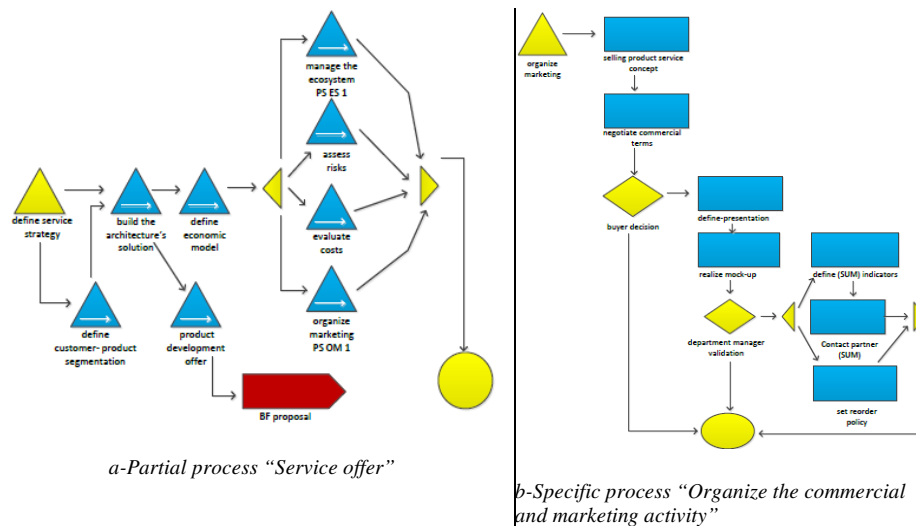 manage the
ecosystem
PS ES 1
assess
risks
define service
strategy
build the
architecture's
solution
define
economic
model
evaluate
costs
define
customer- product
segmentation
product
development
offer
organize
marketing
PS OM 1
BF proposal
a-Partial process “Service offer”
organize
marketing
selling product service
concept
negotiate commercial
terms
buyer decision
define-presentation
realize mock-up
define (SUM) indicators
department manager
validation
Contact partner
(SUM)
set reorder
policy
b-Specific process “Organize the commercial
and marketing activity”